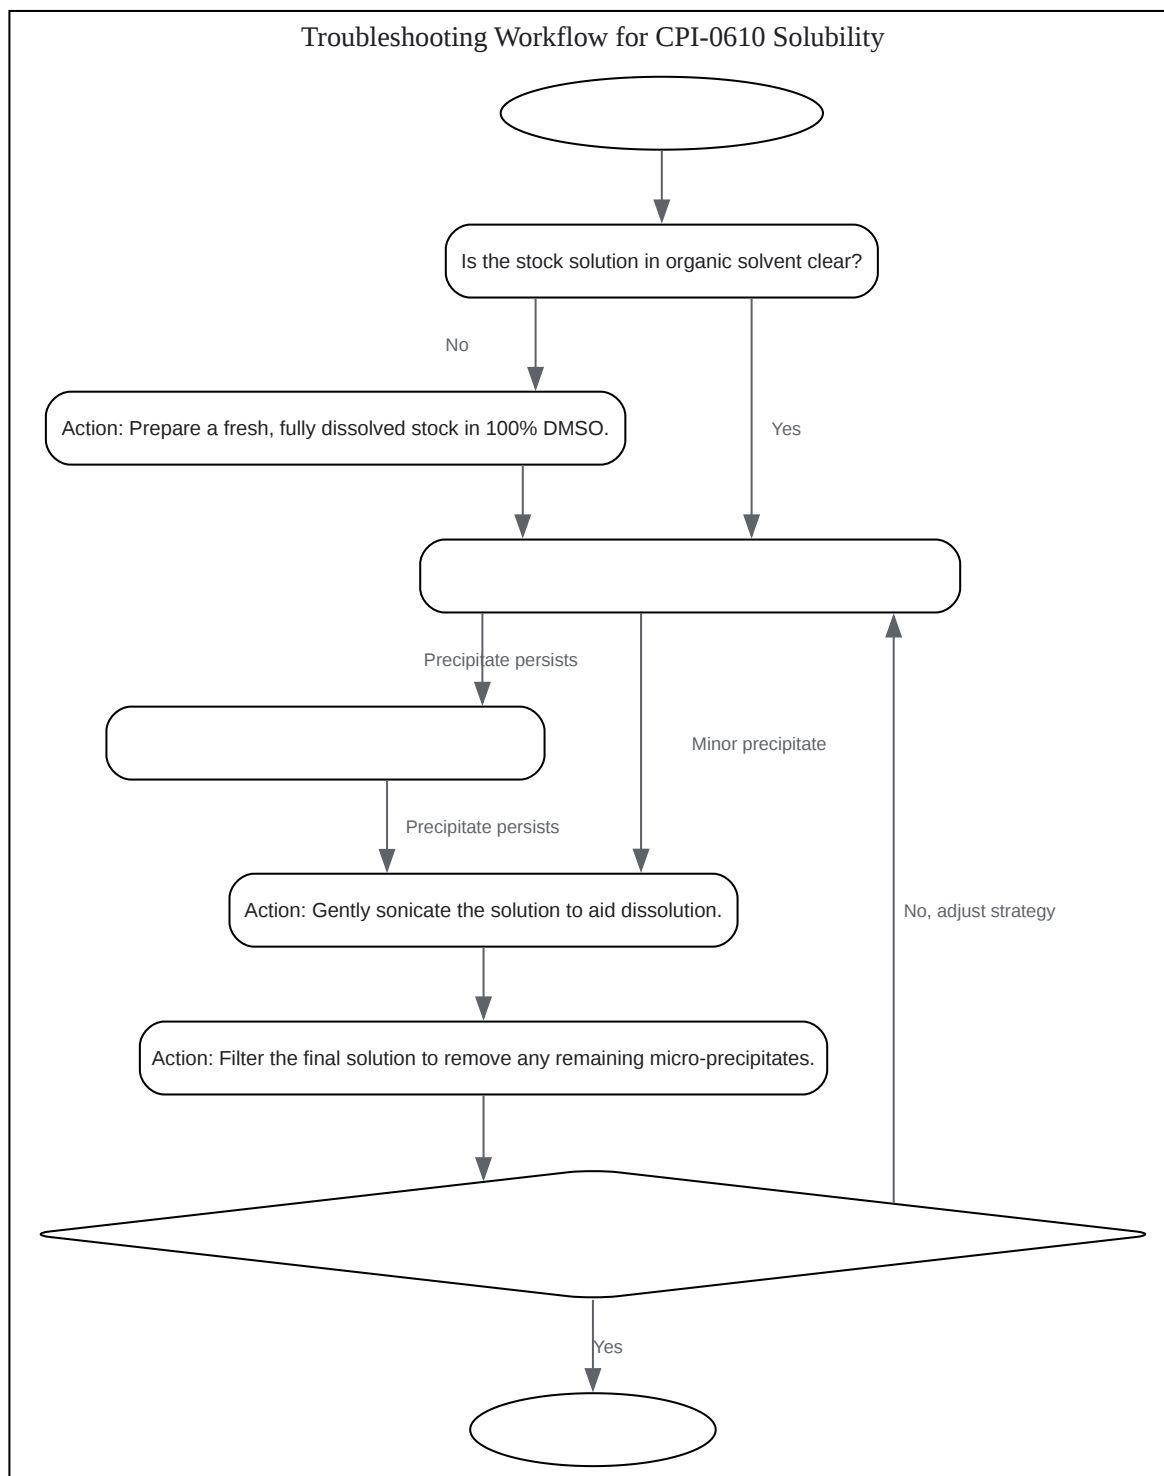 Troubleshooting Workflow for CPI-0610 Solubility
Is the stock solution in organic solvent clear?
No
Action: Prepare a fresh, fully dissolved stock in 100% DMSO.
Yes
Precipitate persists
Minor precipitate
Precipitate persists
Action: Gently sonicate the solution to aid dissolution.
No, adjust strategy
Action: Filter the final solution to remove any remaining micro-precipitates.
Yes